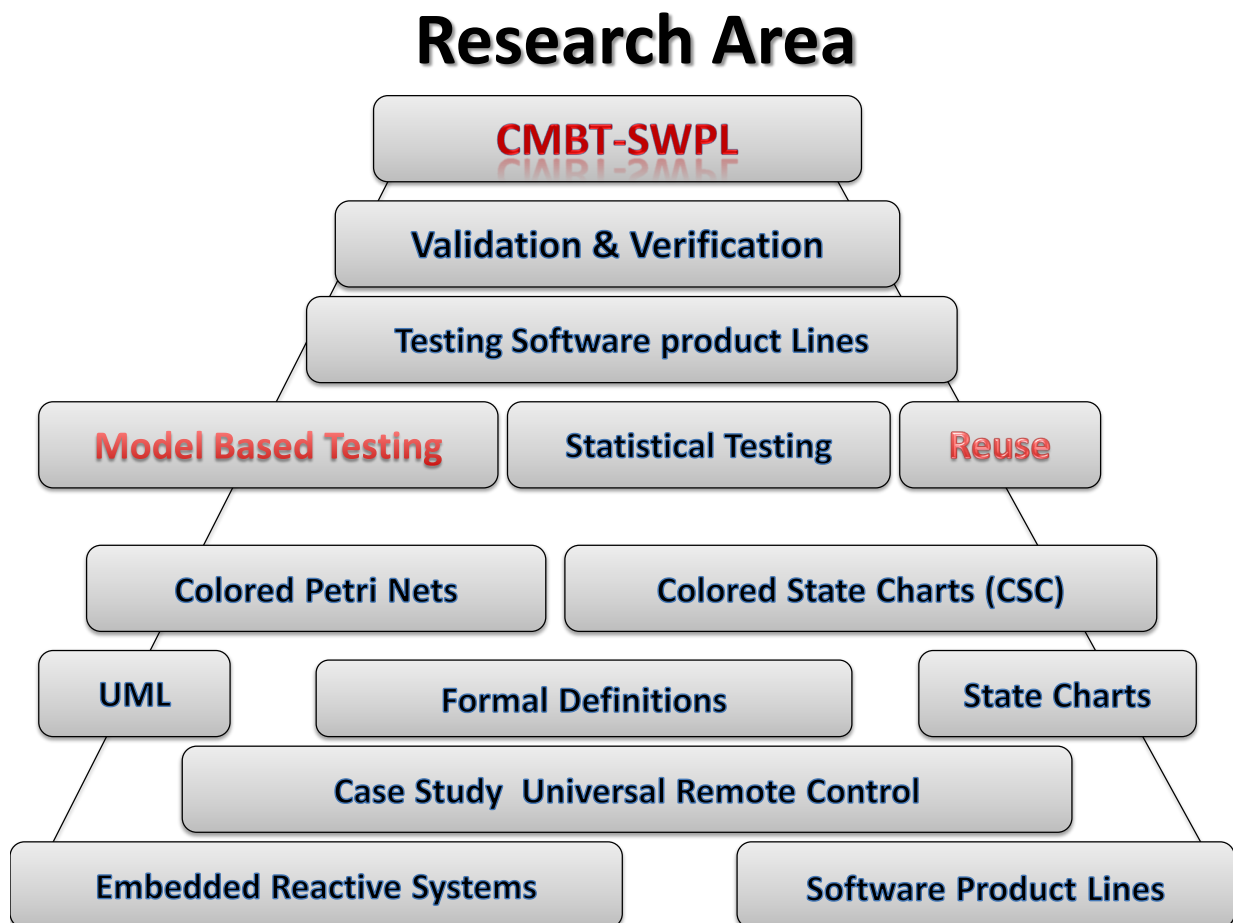 Research Area
CMBT-SWPL
Validation & Verification
Testing Software product Lines
Model Based Testing
Statistical Testing
Reuse
Colored Petri Nets
Colored State Charts (CSC)
UML
Formal Definitions
State Charts
Case Study Universal Remote Control
Embedded Reactive Systems
Software Product Lines